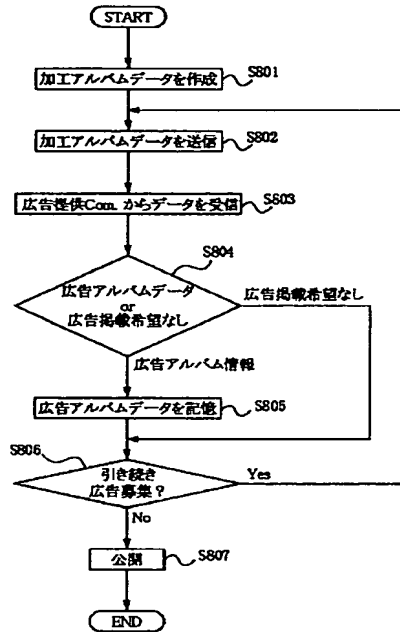 START
加工アルバムデータを作成
S801
加工アルバムデータを送信
S802
広告提供Com. からデータを受信
S803
S804
広告アルバムデータ
or
広告掲載希望なし
広告掲載希望なし
広告アルバム情報
広告アルバムデータを記憶
S805
S806
引き続き
広告募集？
Yes
No
公開
S807
END